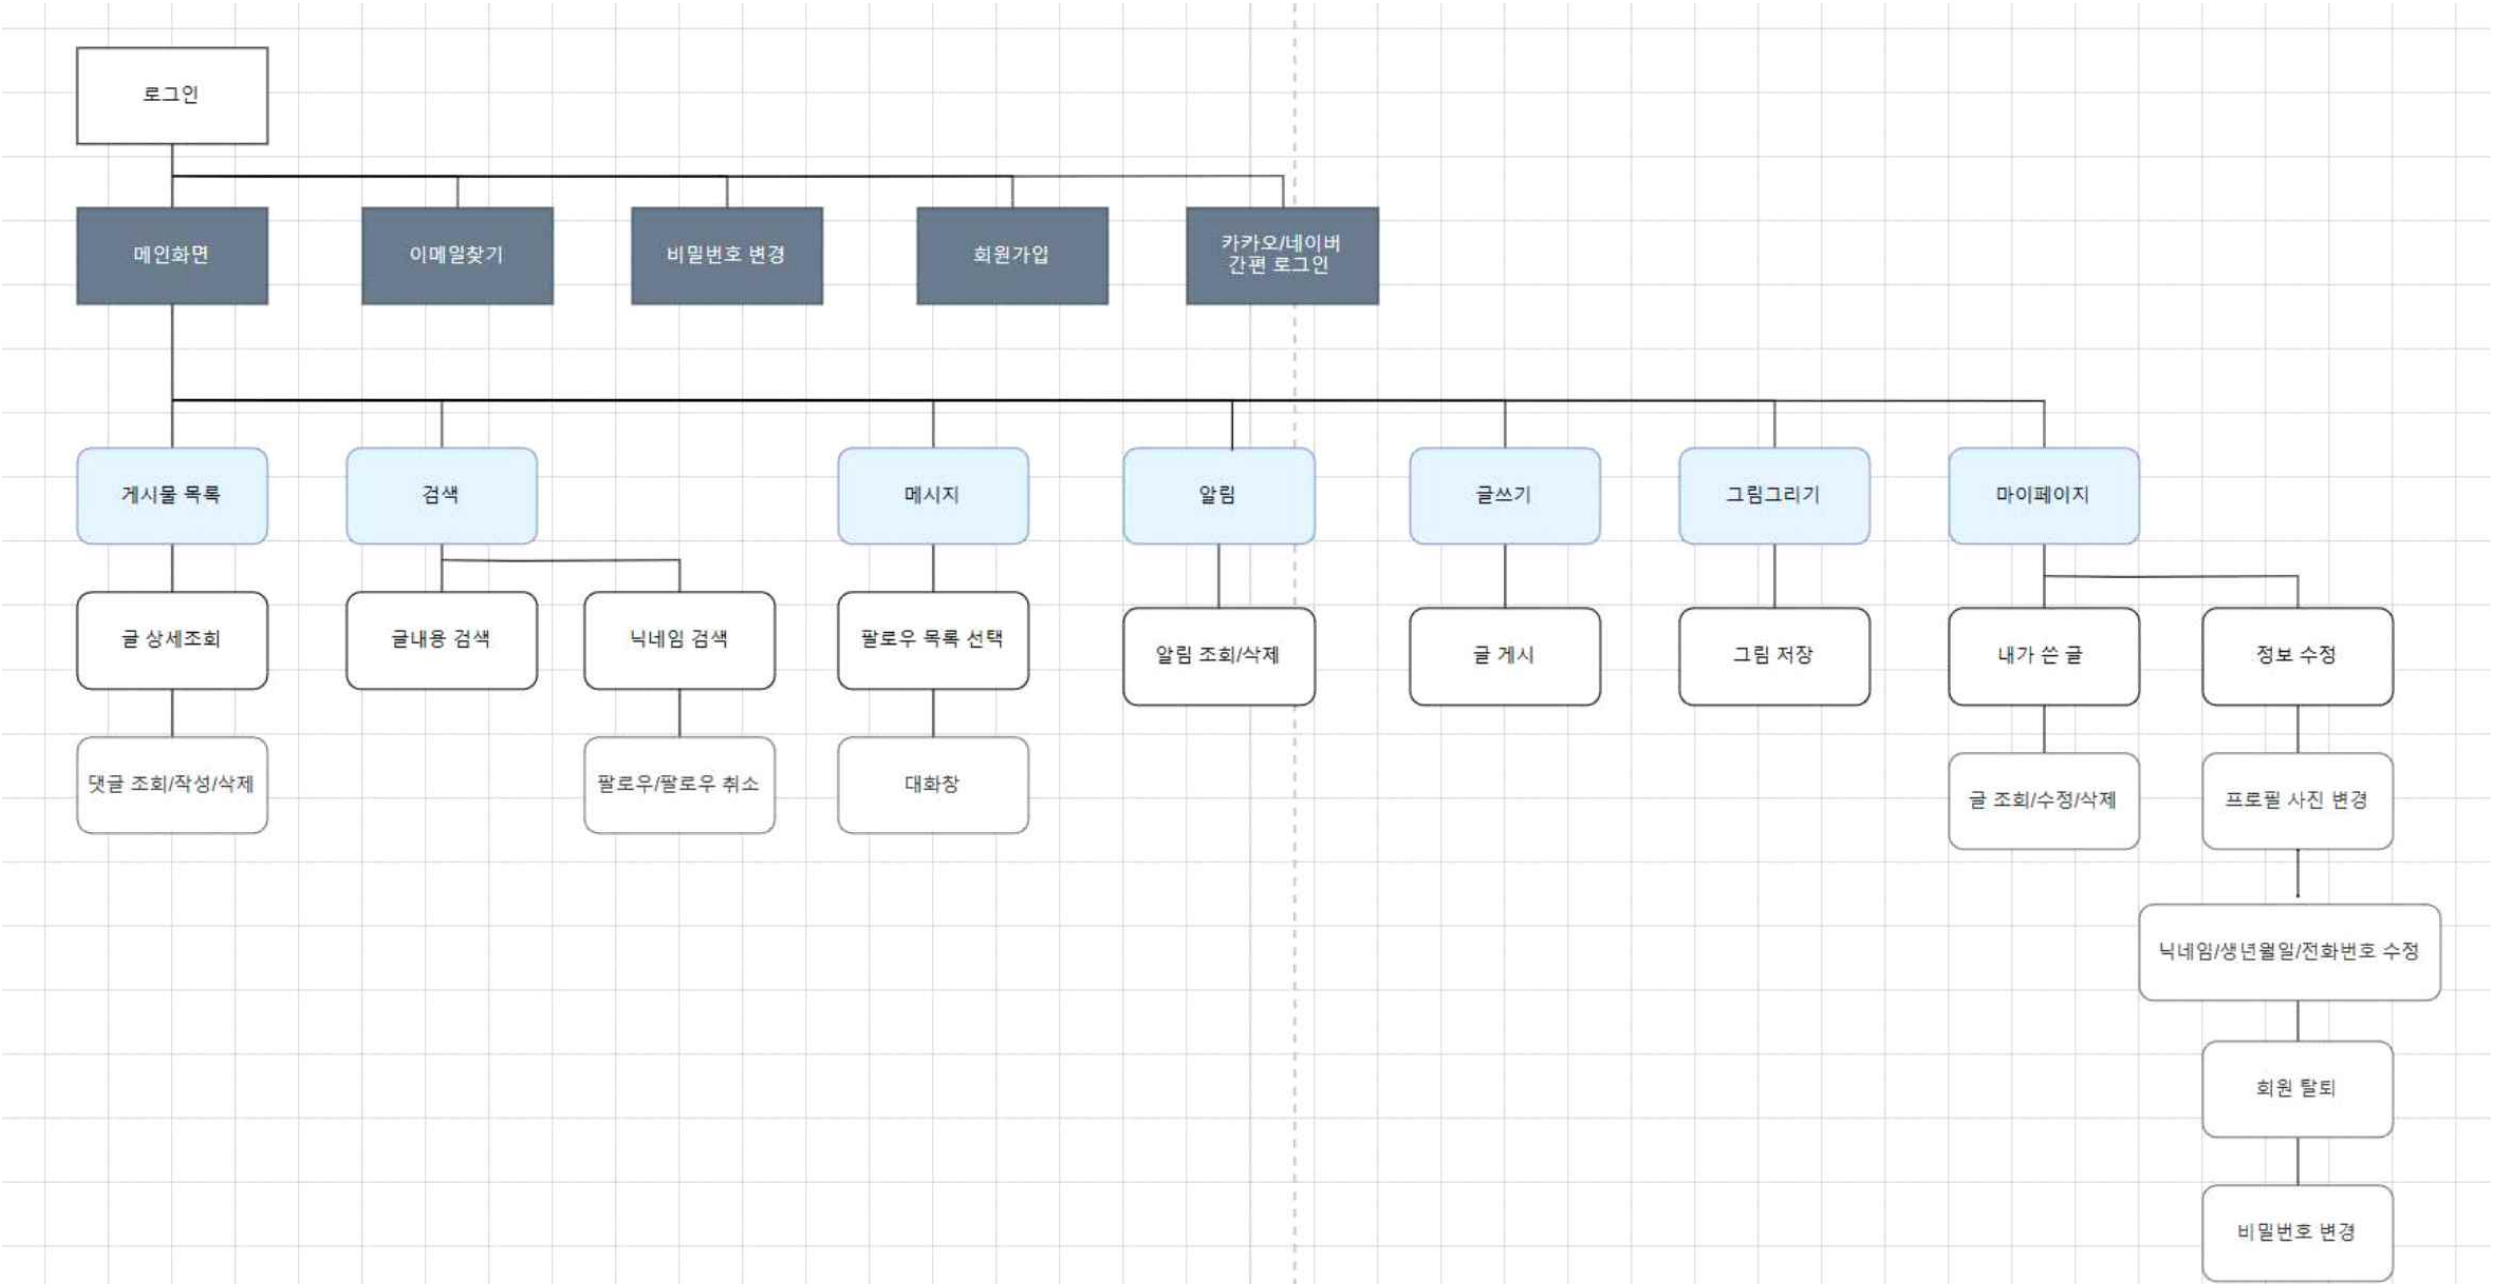 로그인
메인화면
이메일찾기
비밀번호 변경
회원가입
카카오/네이버
간편 로그인
게시물 목록
검색
메시지
알림
글쓰기
그림그리기
마이페이지
글 상세조회
글내용 검색
닉네임 검색
팔로우 목록 선택
알림 조회/삭제
글 게시
그림 저장
내가 쓴 글
정보 수정
댓글 조회/작성/삭제
팔로우/팔로우 취소
대화창
글 조회/수정/삭제
프로필 사진 변경
닉네임/생년월일/전화번호 수정
회원 탈퇴
비밀번호 변경